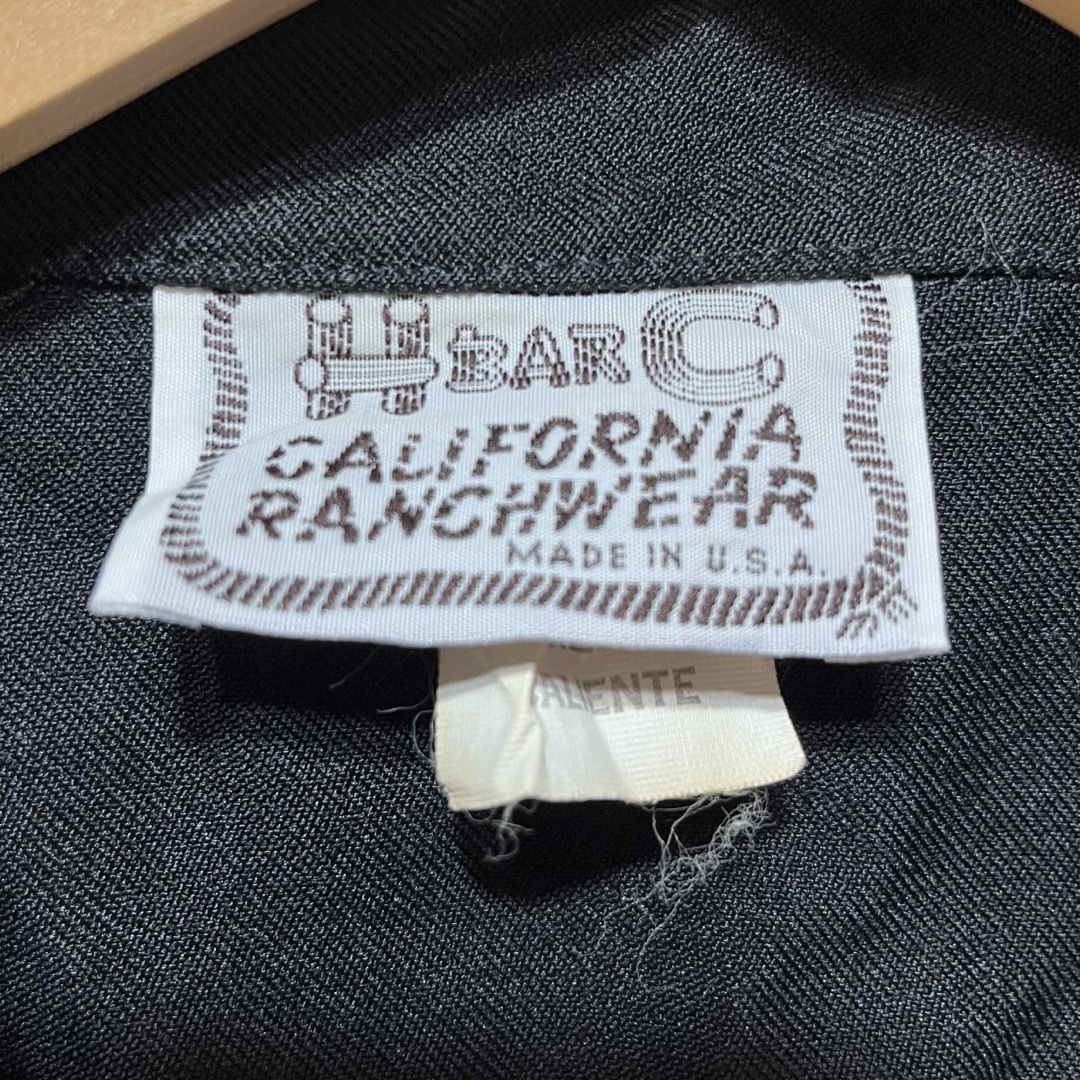 H BAR C
CALIFORNIA
RANCHWEAR
MADE IN U.S.A.